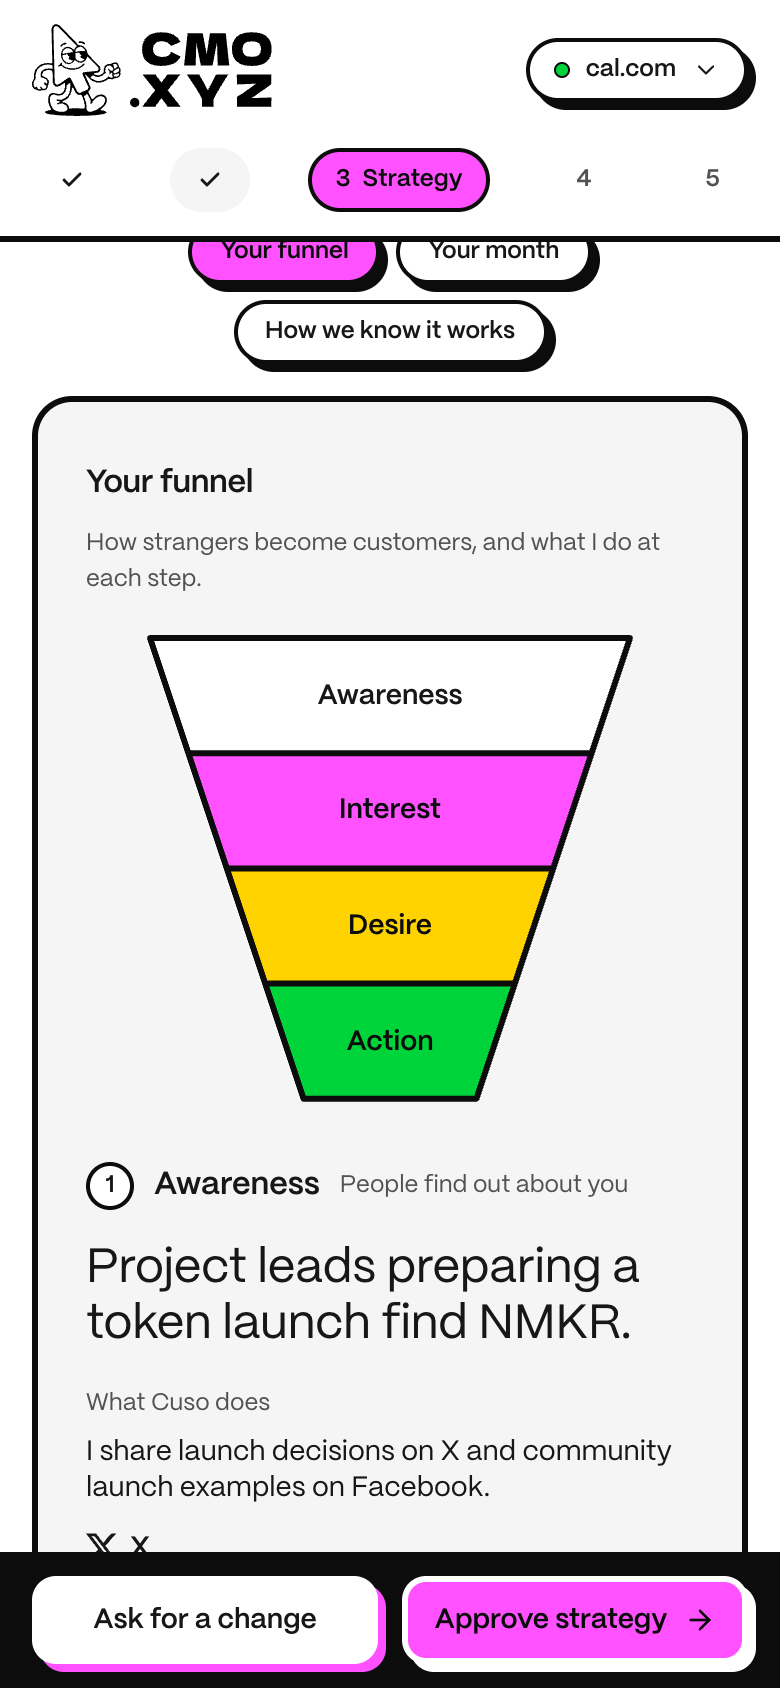 CMO
.XYZ
cal.com
3 Strategy
4
5
Your funnel
Your month
How we know it works
Your funnel
How strangers become customers, and what I do at
each step.
Awareness
Interest
Desire
Action
1 Awareness People find out about you
Project leads preparing a
token launch find NMKR.
What Cuso does
I share launch decisions on X and community
launch examples on Facebook.
X
Ask for a change
Approve strategy